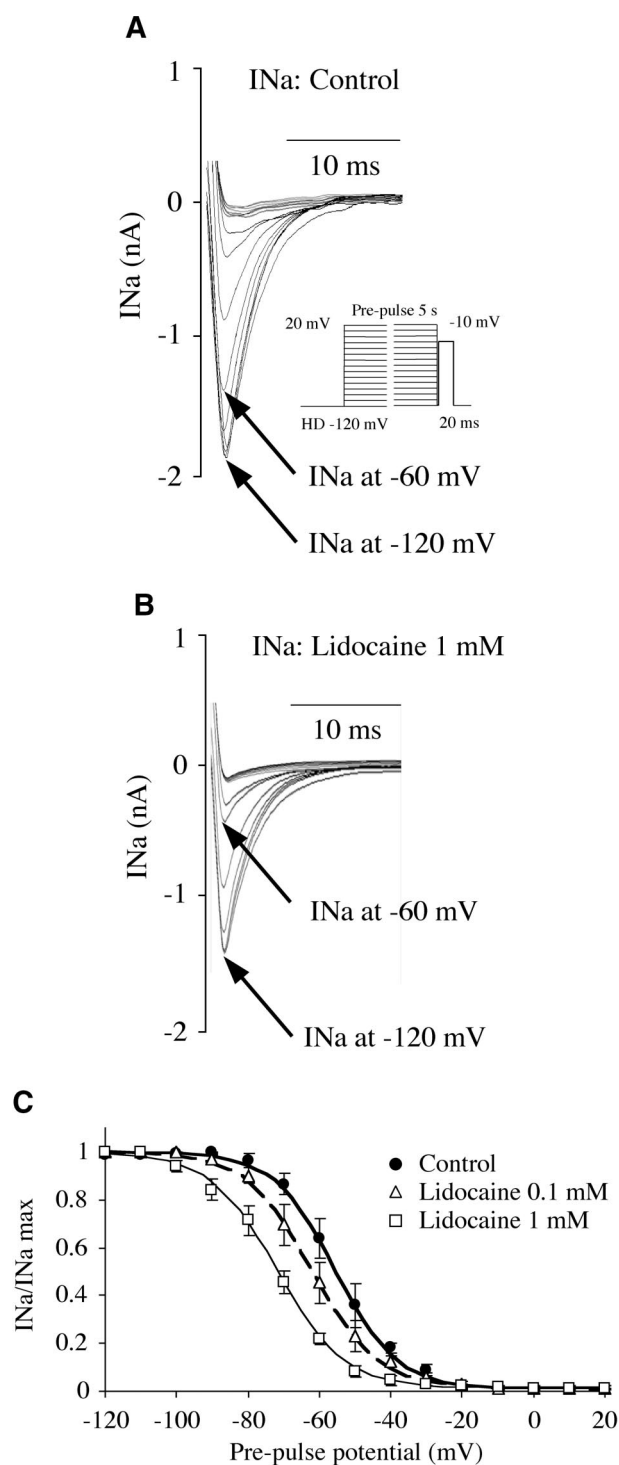 A
1
INa: Control
10 ms
0
INa (nA)
Pre-pulse 5 s
20 mV
-10 mV
-1
HD -120 mV
20 ms
-2
INa at -60 mV
INa at -120 mV
B
1
INa: Lidocaine 1 mM
10 ms
0
INa (nA)
INa at -60 mV
-1
INa at -120 mV
-2
C
1
Control
Lidocaine 0.1 mM
Lidocaine 1 mM
0.8
0.6
INa/INa max
0.4
0.2
0
-120 -100 -80 -60 -40 -20 0 20
Pre-pulse potential (mV)